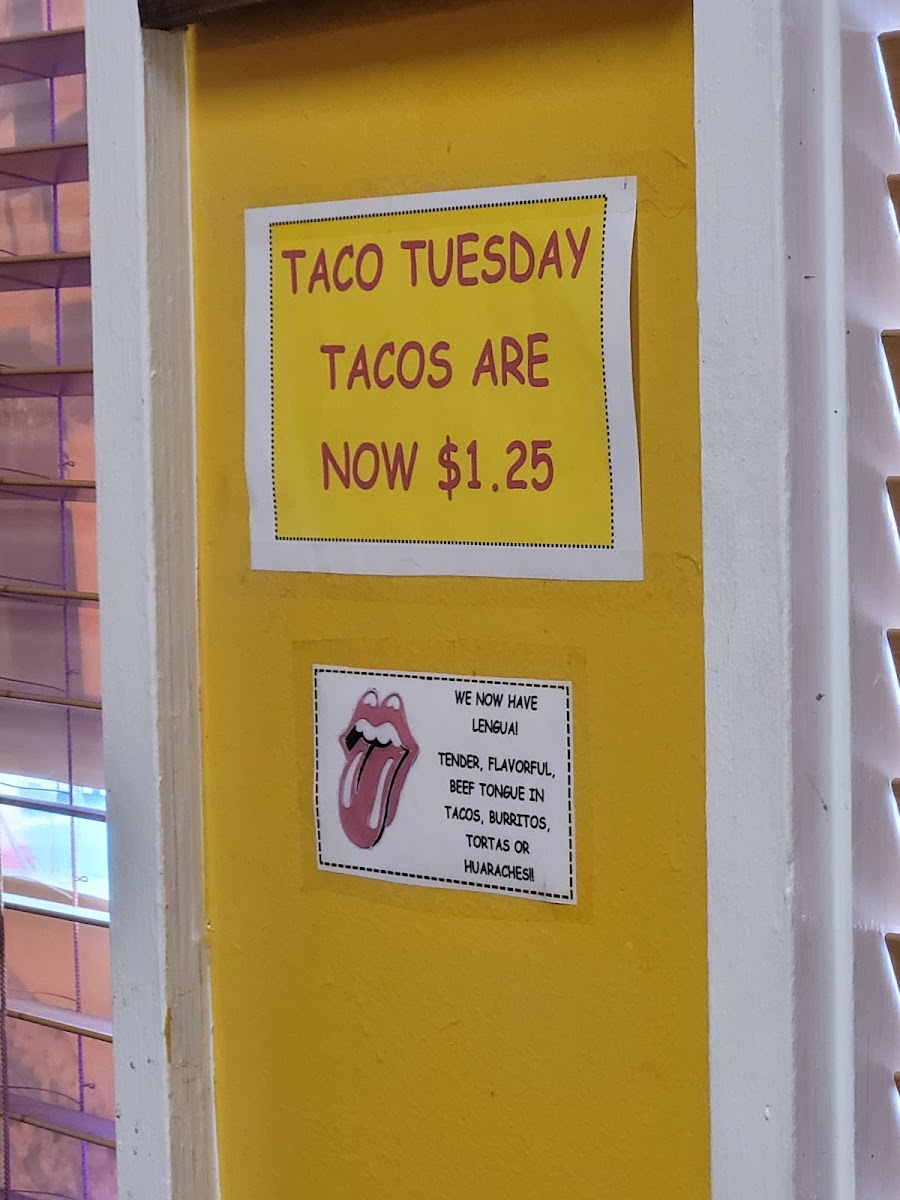 TACO TUESDAY
TACOS ARE
NOW $1.25
WE NOW HAVE
LENGUA!
TENDER, FLAVORFUL,
BEEF TONGUE IN
TACOS, BURRITOS,
TORTAS OR
HUARACHES!!